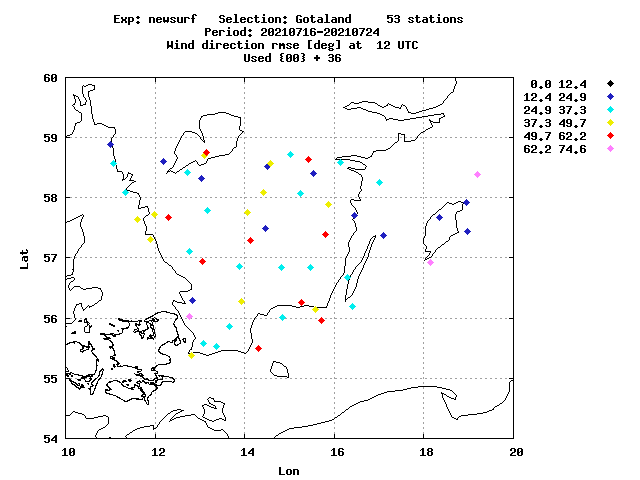 Exp: newsurf   Selection: Gotaland     53 stations
Period: 20210716-20210724
Wind direction rmse [deg] at  12 UTC
Used {00} + 36
60
59
58
57
56
55
54
Lat
10 12 14 16 18 20
Lon
0.0 12.4
12.4 24.9
24.9 37.3
37.3 49.7
49.7 62.2
62.2 74.6